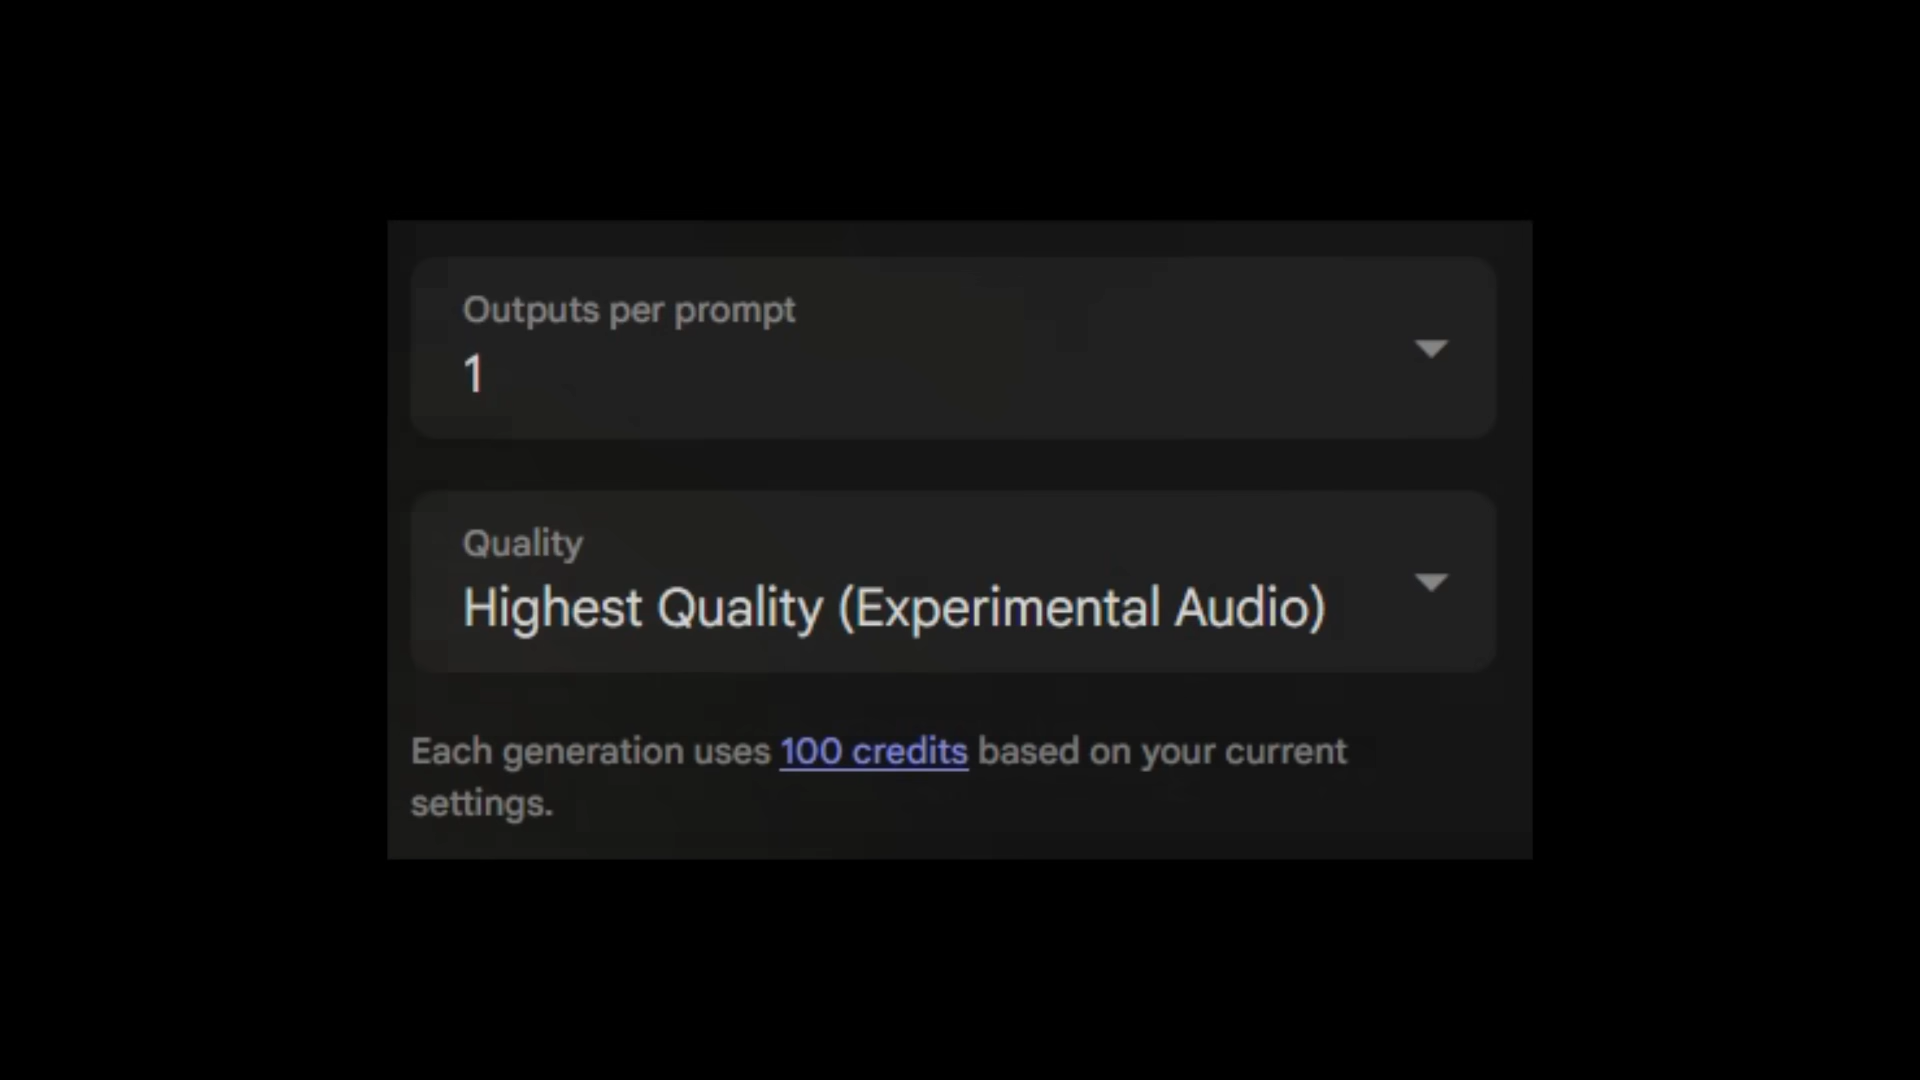 Outputs per prompt
1
Quality
Highest Quality (Experimental Audio)
Each generation uses 100 credits based on your current
settings.